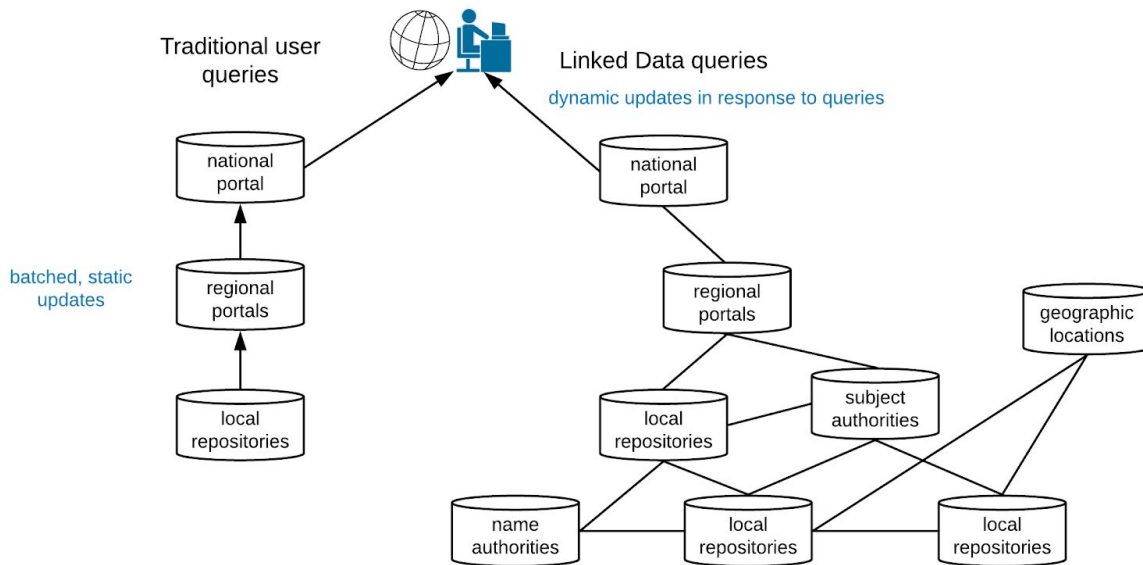 Traditional user
queries
Linked Data queries
dynamic updates in response to queries
national
portal
national
portal
batched, static
updates
regional
portals
regional
portals
geographic
locations
local
repositories
local
repositories
subject
authorities
name
authorities
local
repositories
local
repositories